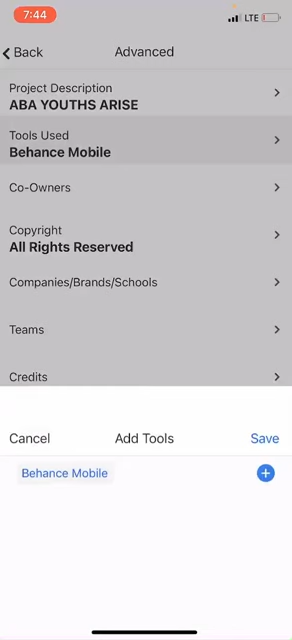 7:44
LTE
Back
Advanced
Project Description
ABA YOUTHS ARISE
Tools Used
Behance Mobile
Co-Owners
Copyright
All Rights Reserved
Companies/Brands/Schools
Teams
Credits
Cancel
Add Tools
Save
Behance Mobile